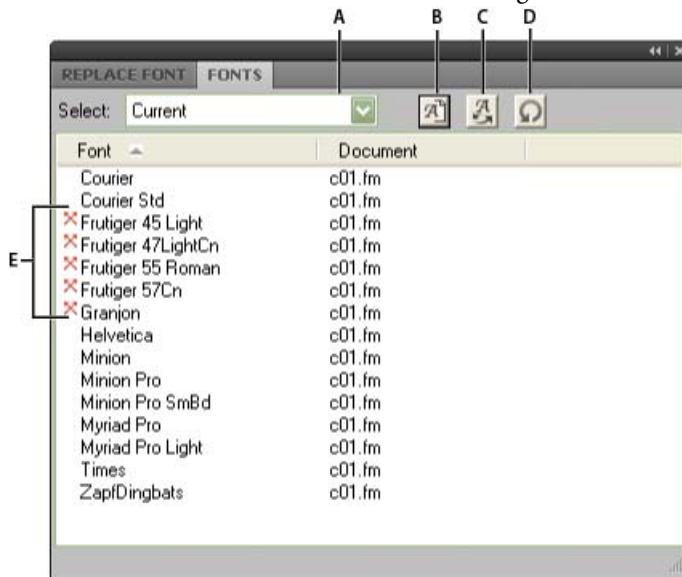 A B C D
REPLACE FONT FONTS
Select: Current
Font Document
Courier c01.fm
Courier Std c01.fm
Frutiger 45 Light c01.fm
Frutiger 47LightCn c01.fm
Frutiger 55 Roman c01.fm
E
Frutiger 57Cn c01.fm
Granjon c01.fm
Helvetica c01.fm
Minion c01.fm
Minion Pro c01.fm
Minion Pro SmBd c01.fm
Myriad Pro c01.fm
Myriad Pro Light c01.fm
Times c01.fm
ZapfDingbats c01.fm